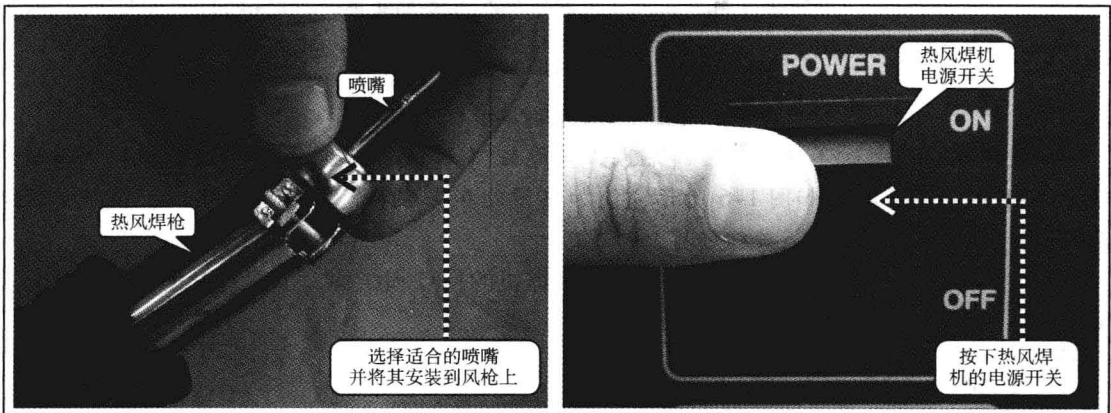 喷嘴
热风焊枪
选择适合的喷嘴
并将其安装到风枪上
POWER
热风焊机
电源开关
ON
OFF
按下热风焊
机的电源开关